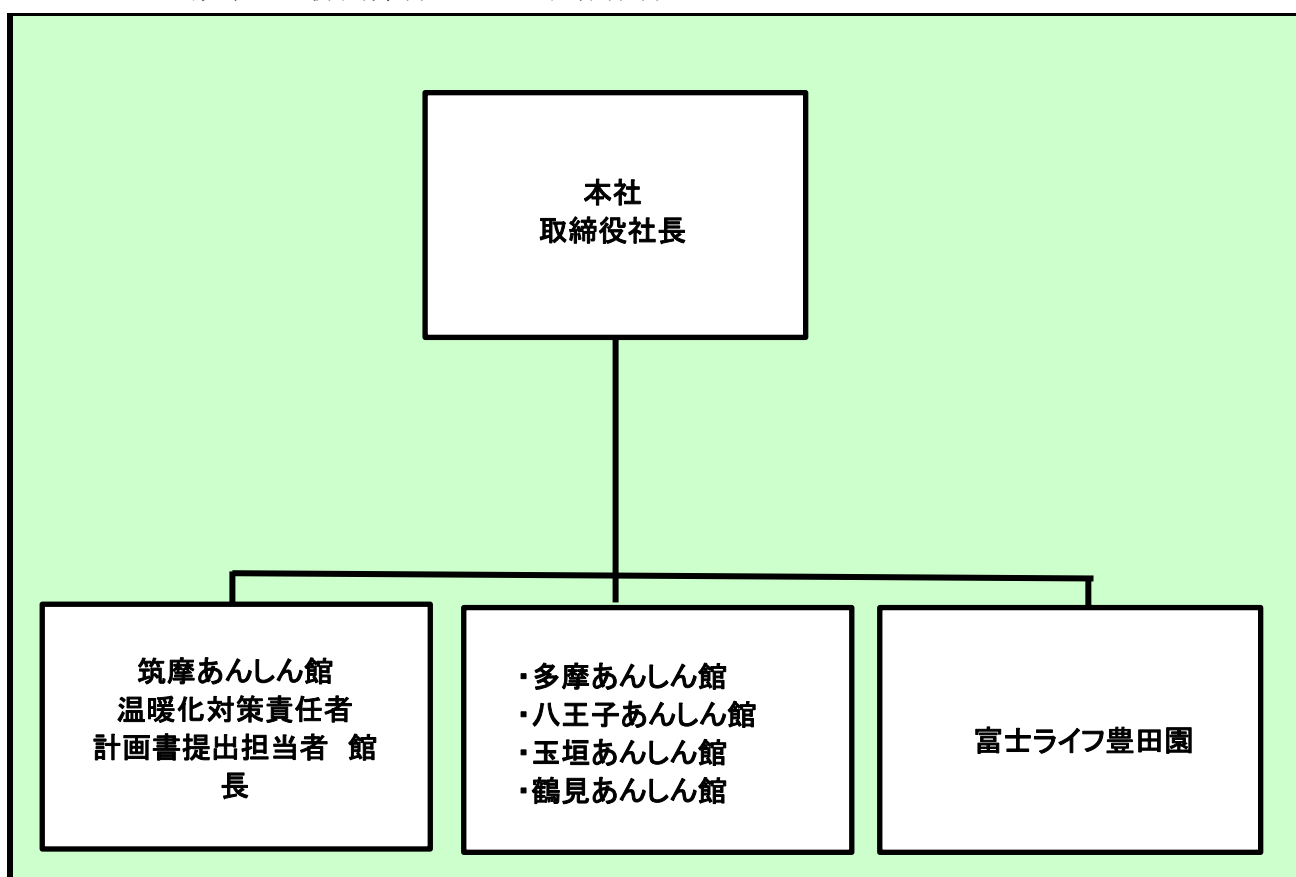 本社
取締役社長
筑摩あんしん館
温暖化対策責任者
計画書提出担当者　館
長
・多摩あんしん館
・八王子あんしん館
・玉垣あんしん館
・鶴見あんしん館
富士ライフ豊田園